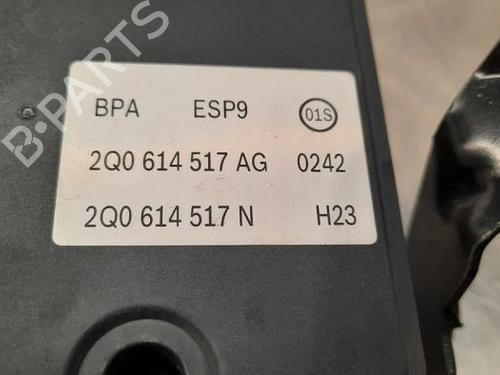 B-PARTS
BPA ESP9 01S
2Q0 614 517 AG 0242
2Q0 614 517 N H23